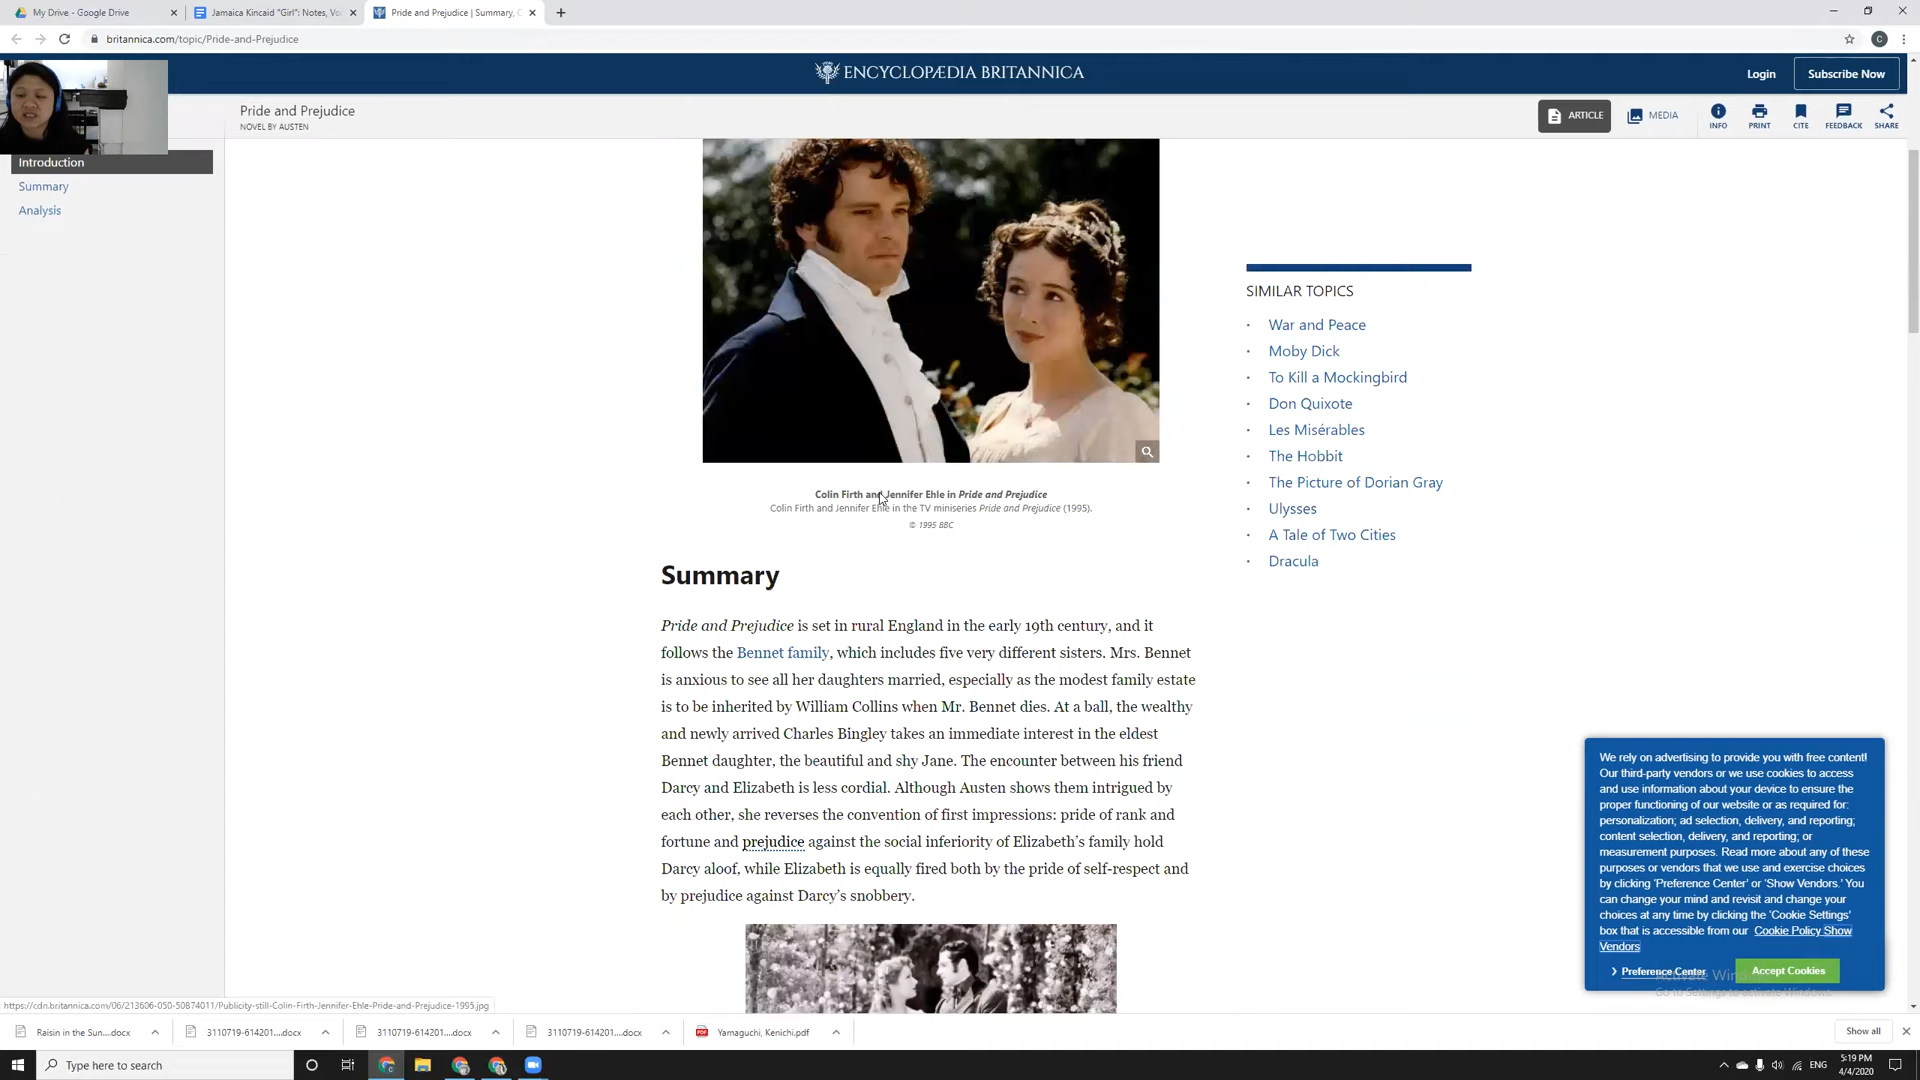 My Drive - Google Drive
Jamaica Kincaid "Girl": Notes, Vo
Pride and Prejudice | Summary, C
britannica.com/topic/Pride-and-Prejudice
ENCYCLOPÆDIA BRITANNICA
Login
Subscribe Now
Pride and Prejudice
NOVEL BY AUSTEN
ARTICLE
MEDIA
INFO
PRINT
CITE
FEEDBACK
SHARE
Introduction
Summary
Analysis
Colin Firth and Jennifer Ehle in Pride and Prejudice
Colin Firth and Jennifer Ehle in the TV miniseries Pride and Prejudice (1995).
© 1995 BBC
Summary
Pride and Prejudice is set in rural England in the early 19th century, and it
follows the Bennet family, which includes five very different sisters. Mrs. Bennet
is anxious to see all her daughters married, especially as the modest family estate
is to be inherited by William Collins when Mr. Bennet dies. At a ball, the wealthy
and newly arrived Charles Bingley takes an immediate interest in the eldest
Bennet daughter, the beautiful and shy Jane. The encounter between his friend
Darcy and Elizabeth is less cordial. Although Austen shows them intrigued by
each other, she reverses the convention of first impressions: pride of rank and
fortune and prejudice against the social inferiority of Elizabeth's family hold
Darcy aloof, while Elizabeth is equally fired both by the pride of self-respect and
by prejudice against Darcy's snobbery.
SIMILAR TOPICS
War and Peace
Moby Dick
To Kill a Mockingbird
Don Quixote
Les Misérables
The Hobbit
The Picture of Dorian Gray
Ulysses
A Tale of Two Cities
Dracula
We rely on advertising to provide you with free content!
Our third-party vendors or we use cookies to access
and use information about your device to ensure the
proper functioning of our website or as required for:
personalization; ad selection, delivery, and reporting;
content selection, delivery, and reporting; or
measurement purposes. Read more about any of these
purposes or vendors that we use and exercise choices
by clicking 'Preference Center' or 'Show Vendors.' You
can change your mind and revisit and change your
choices at any time by clicking the 'Cookie Settings'
box that is accessible from our Cookie Policy Show
Vendors
Preference Center
Accept Cookies
Activate Win
Go to Settings to activate Windows.
https://cdn.britannica.com/06/213606-050-50B74011/Publicity-still-Colin-Firth-Jennifer-Ehle-Pride-and-Prejudice-1995.jpg
Raisin in the Sun....docx
3110719-614201....docx
3110719-614201....docx
3110719-614201....docx
Yamaguchi, Kenichi.pdf
Show all
Type here to search
ENG
5:19 PM
4/4/2020